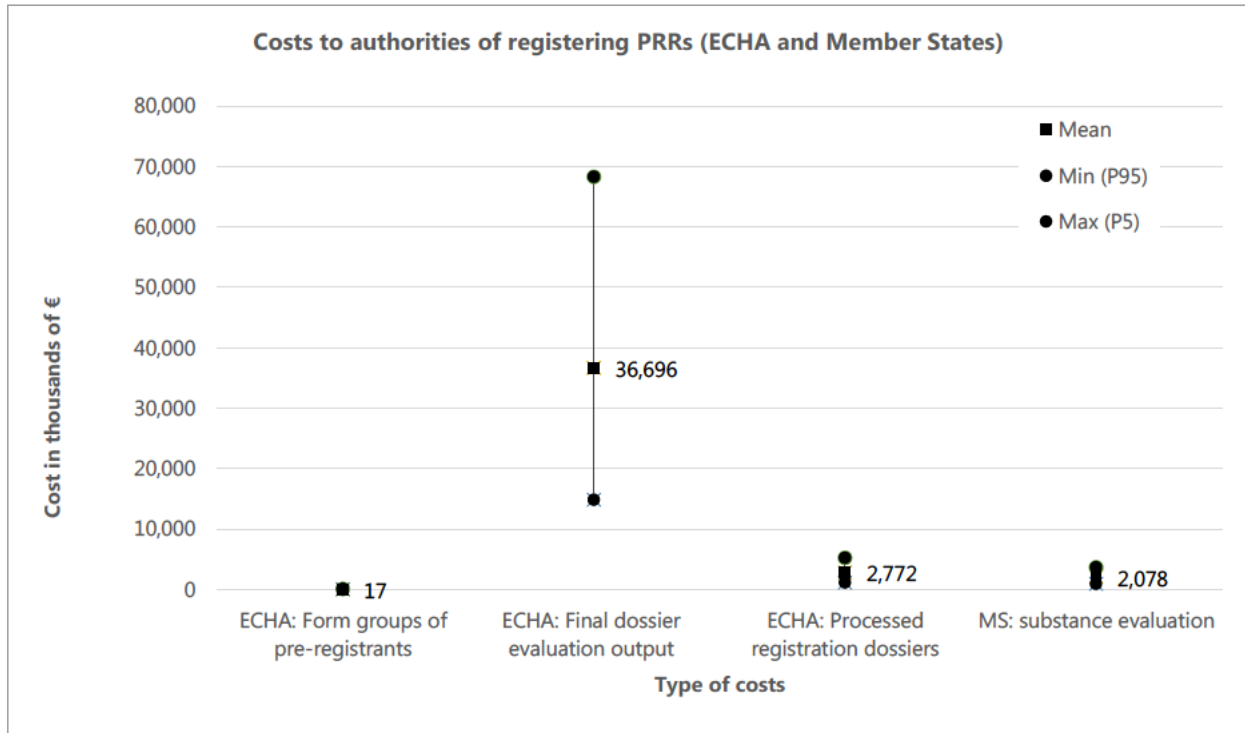 Costs to authorities of registering PRRs (ECHA and Member States)
80,000
70,000
60,000
50,000
40,000
30,000
20,000
10,000
0
Cost in thousands of €
Mean
Min (P95)
Max (P5)
17
36,696
2,772
2,078
ECHA: Form groups of
pre-registrants
ECHA: Final dossier
evaluation output
ECHA: Processed
registration dossiers
MS: substance evaluation
Type of costs